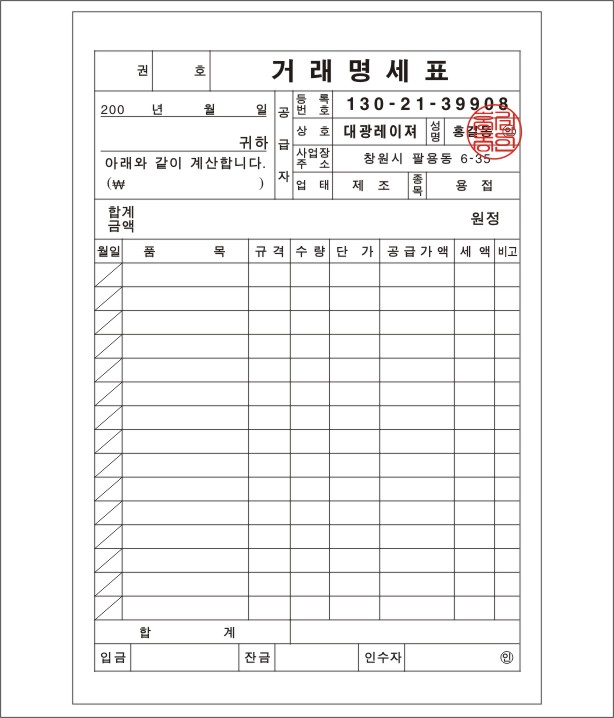 권 호 거 래 명 세 표
200 년 월 일
귀하
아래와 같이 계산합니다.
(₩ )
공급자
등 록 번 호 130-21-39908
상 호 대광레이져 성명 홍길동 ㊞
사업장 주 소 창원시 팔용동 6-35
업 태 제 조 종목 용 접
합계 금액 원정
월일 품 목 규 격 수 량 단 가 공 급 가 액 세 액 비고
합 계
입금 잔금 인수자 ㊞